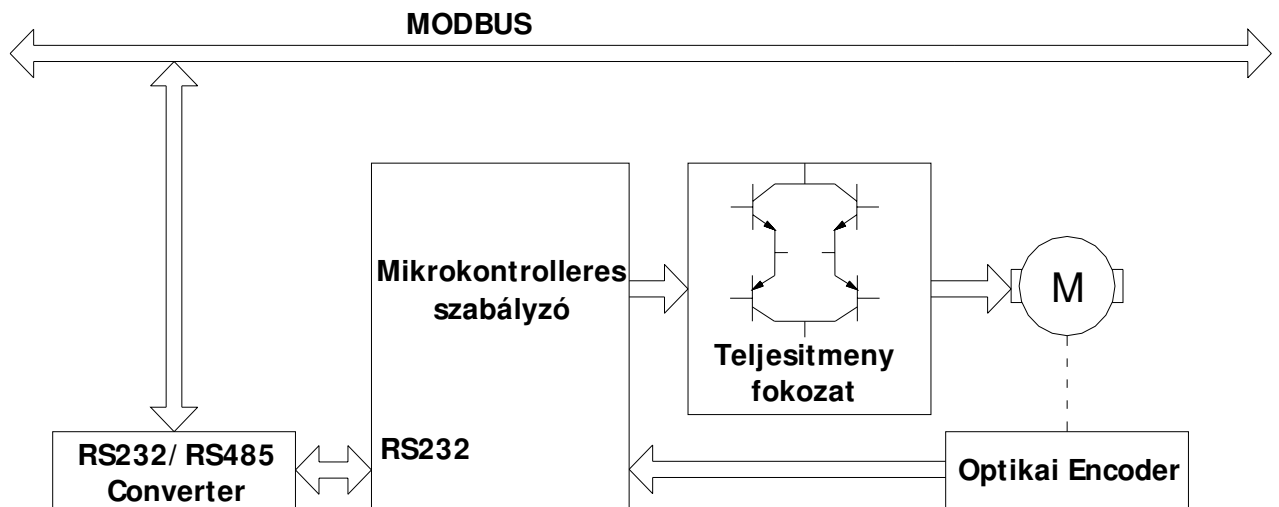 MODBUS
Mikrokontrolleres
szabályzó
M
Teljesitmeny
fokozat
RS232/ RS485
Converter
RS232
Optikai Encoder